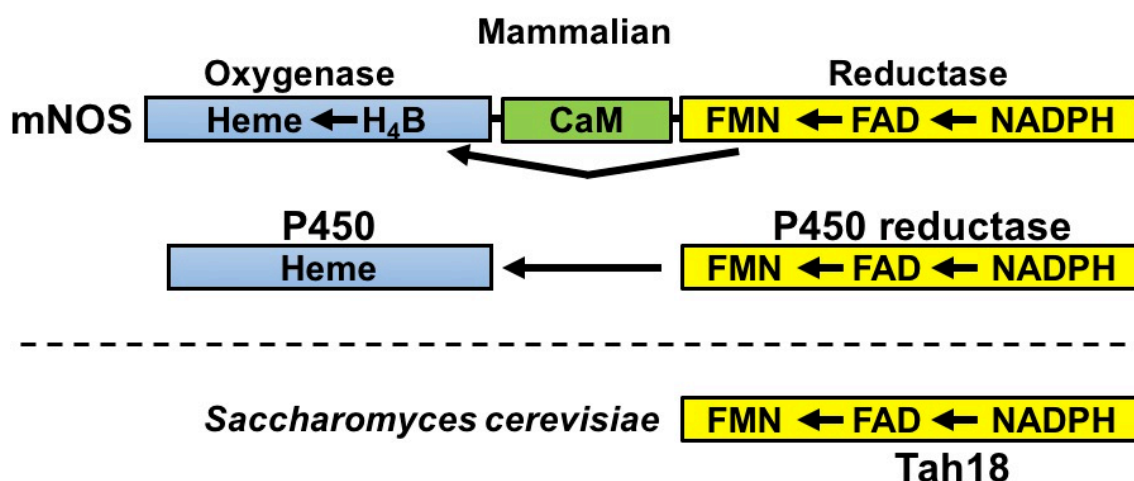 Mammalian
Oxygenase Reductase
mNOS Heme H₄B CaM FMN FAD NADPH
P450 P450 reductase
Heme FMN FAD NADPH
Saccharomyces cerevisiae FMN FAD NADPH
Tah18